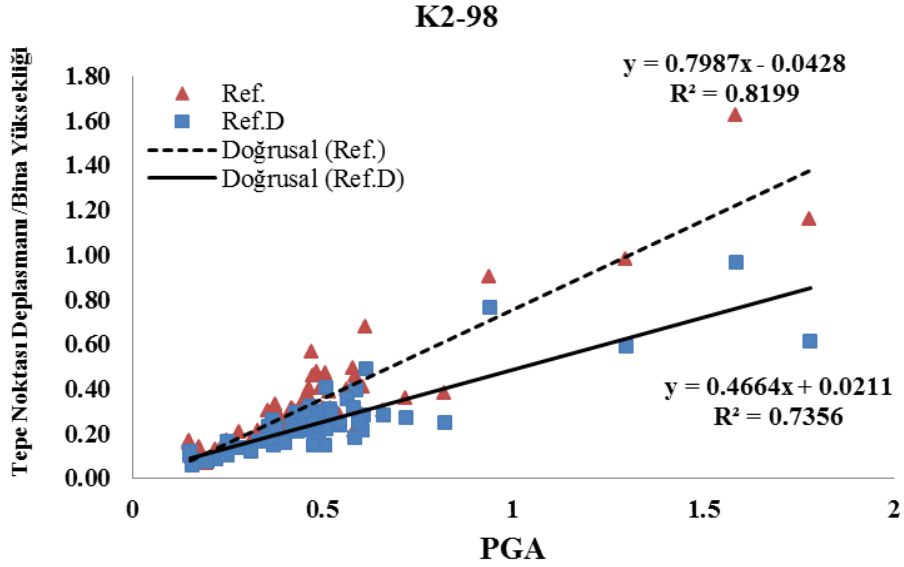 K2-98
Tepe Noktası Deplasmanı /Bina Yüksekliği
1.80
1.60
1.40
1.20
1.00
0.80
0.60
0.40
0.20
0.00
Ref.
Ref.D
Doğrusal (Ref.)
Doğrusal (Ref.D)
y = 0.7987x - 0.0428
R² = 0.8199
y = 0.4664x + 0.0211
R² = 0.7356
0 0.5 1 1.5 2
PGA